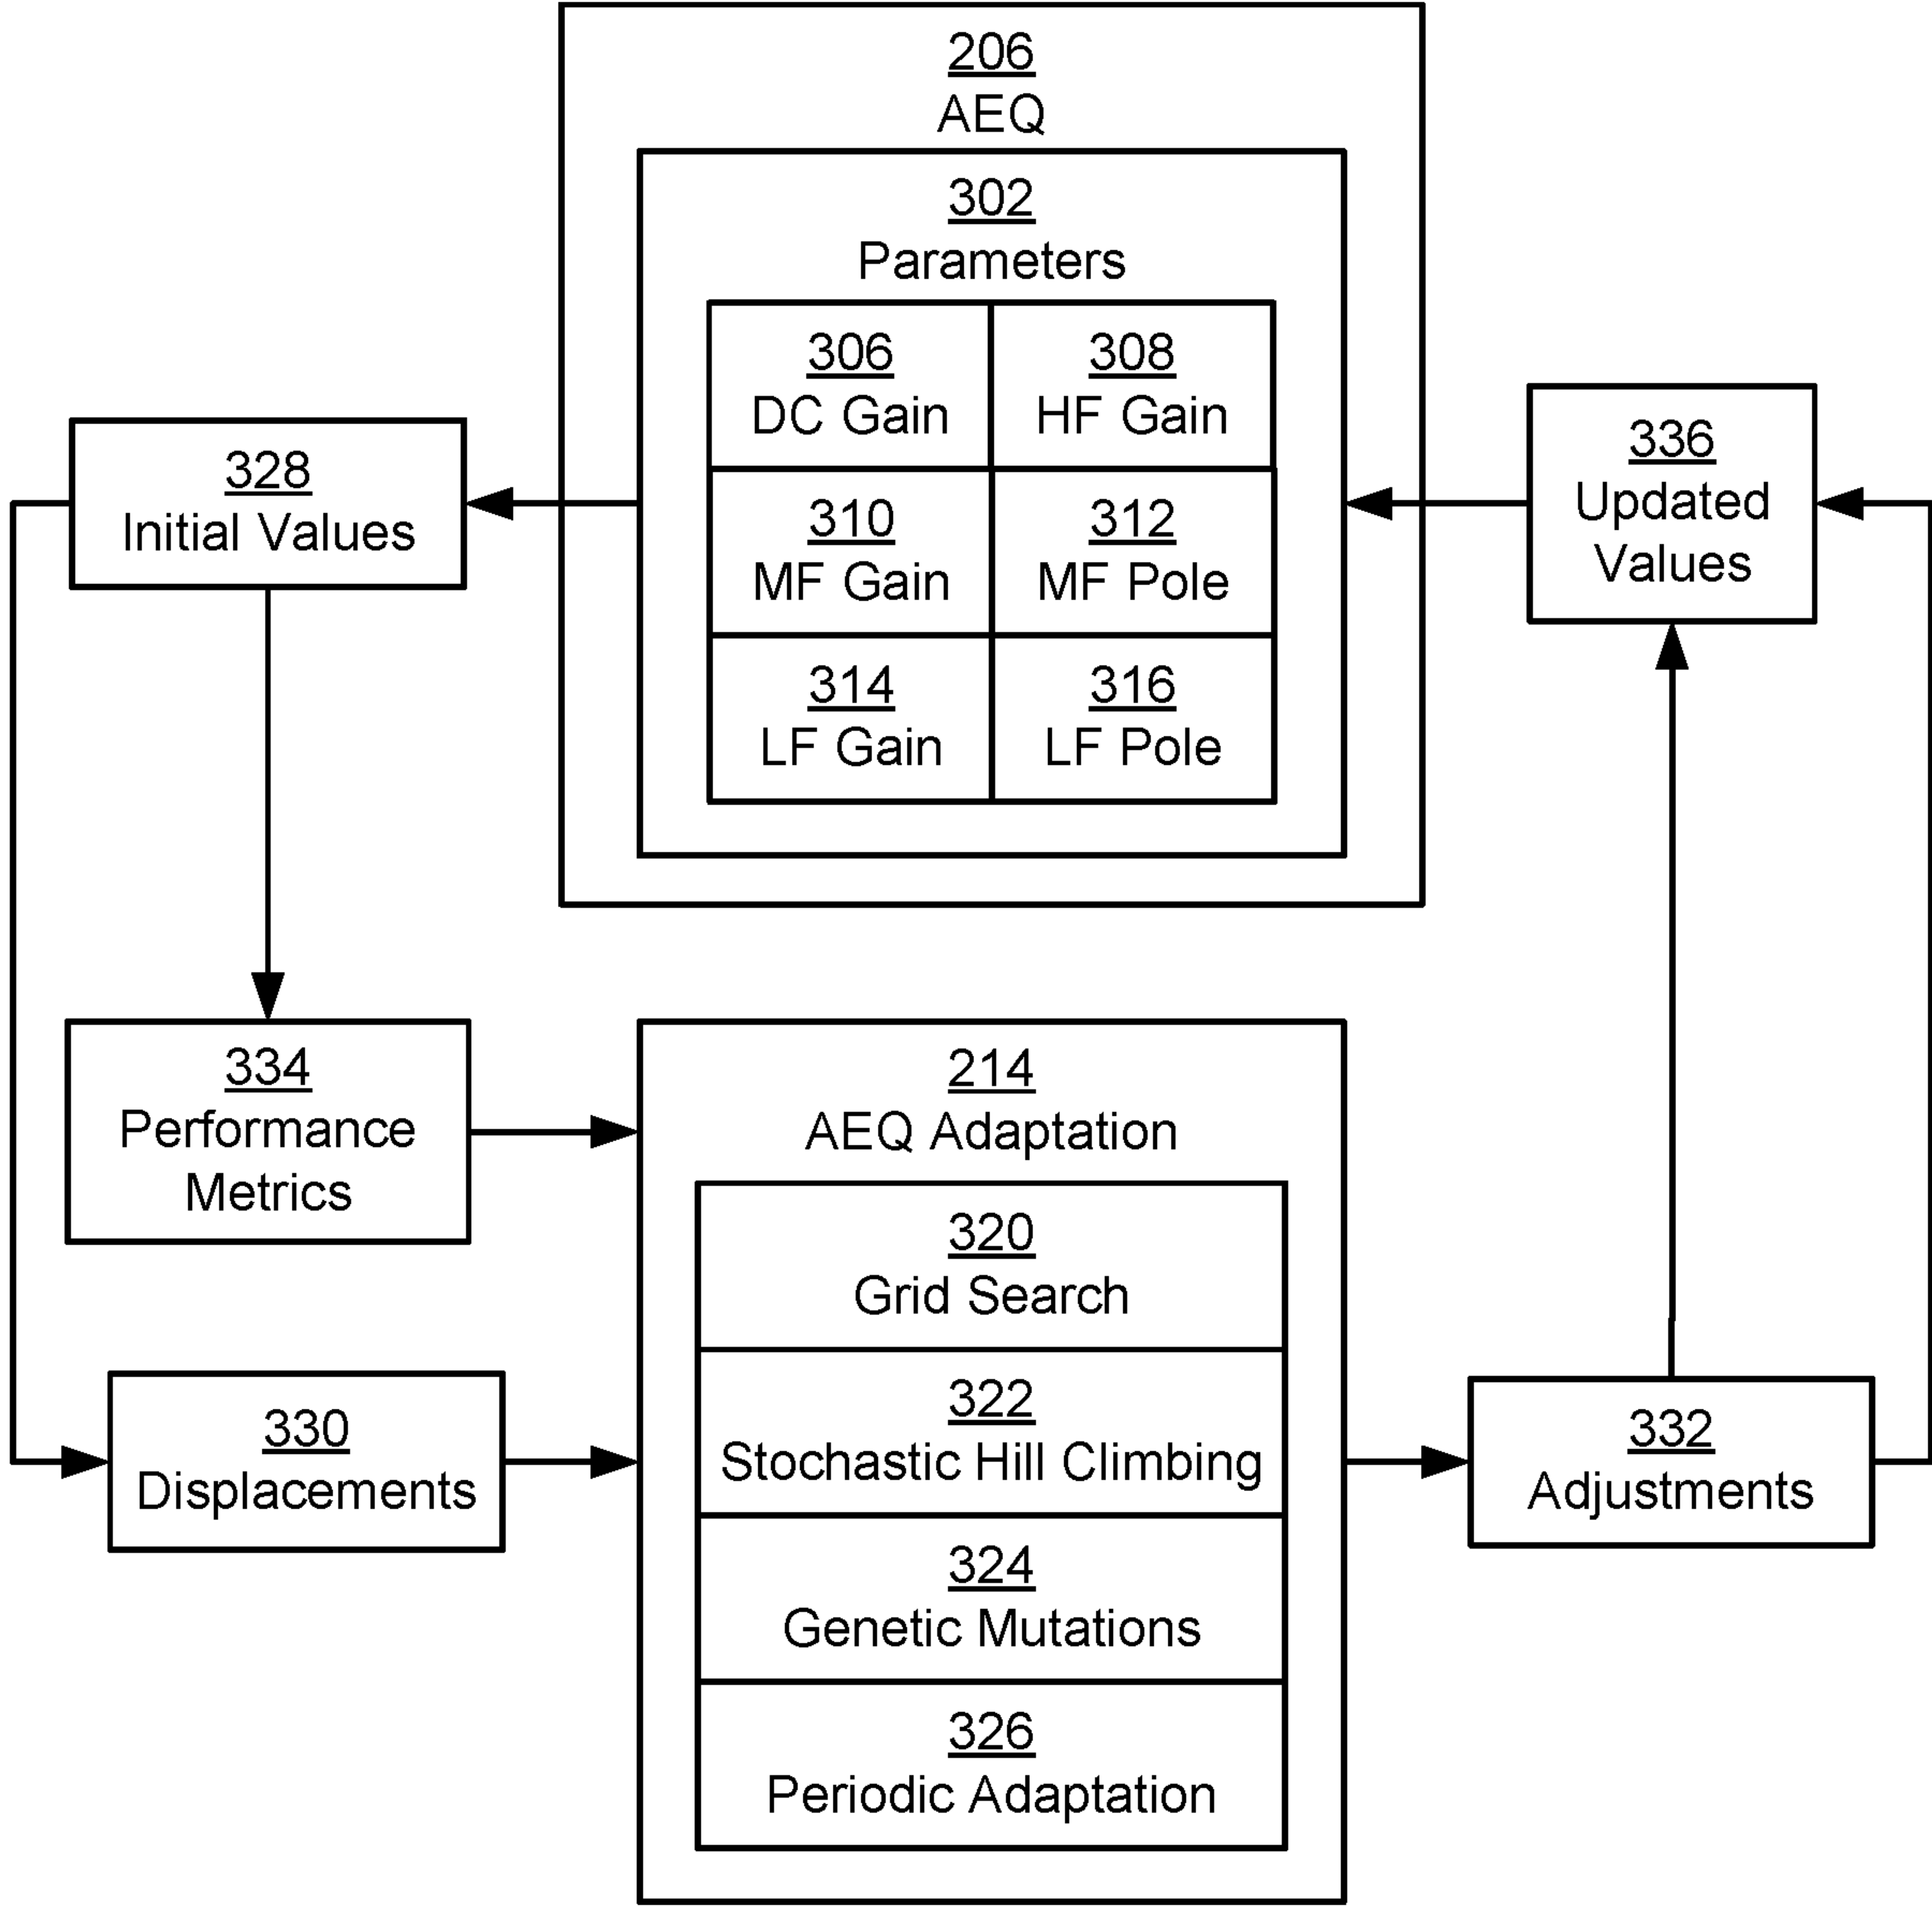 206
AEQ
302
Parameters
306
DC Gain
308
HF Gain
310
MF Gain
312
MF Pole
314
LF Gain
316
LF Pole
328
Initial Values
336
Updated
Values
334
Performance
Metrics
330
Displacements
214
AEQ Adaptation
320
Grid Search
322
Stochastic Hill Climbing
324
Genetic Mutations
326
Periodic Adaptation
332
Adjustments